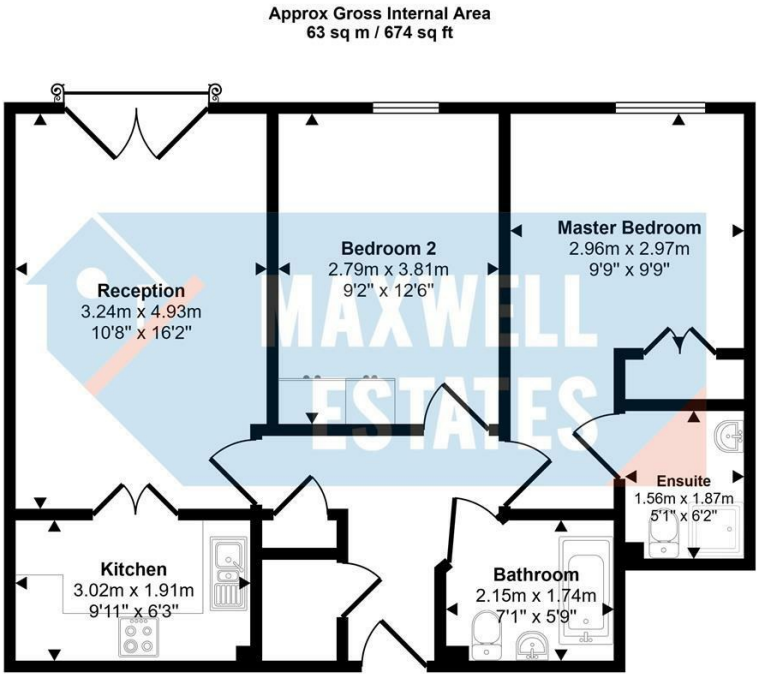 Approx Gross Internal Area
63 sq m / 674 sq ft
Reception
3.24m x 4.93m
10'8" x 16'2"
Bedroom 2
2.79m x 3.81m
9'2" x 12'6"
Master Bedroom
2.96m x 2.97m
9'9" x 9'9"
MAXWELL
ESTATES
Ensuite
1.56m x 1.87m
5'1" x 6'2"
Kitchen
3.02m x 1.91m
9'11" x 6'3"
Bathroom
2.15m x 1.74m
7'1" x 5'9"